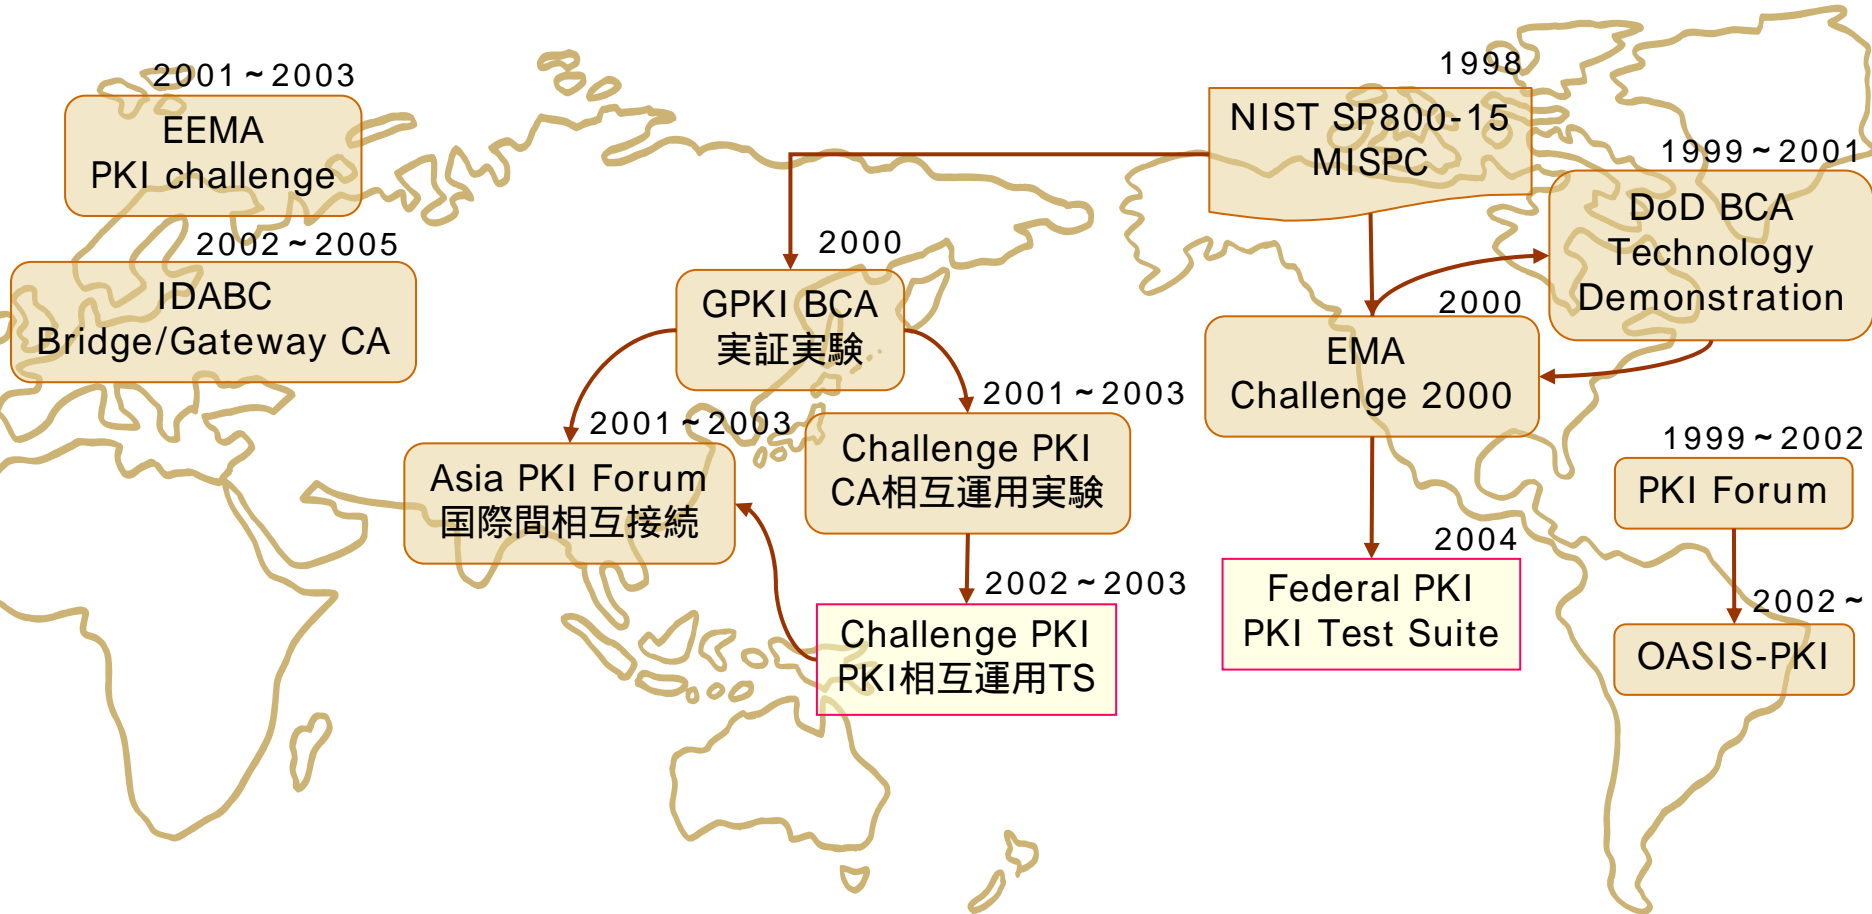 2001~2003
EEMA
PKI challenge
2002~2005
IDABC
Bridge/Gateway CA
2000
GPKI BCA
実証実験
2001~2003
Asia PKI Forum
国際間相互接続
2001~2003
Challenge PKI
CA相互運用実験
2002~2003
Challenge PKI
PKI相互運用TS
1998
NIST SP800-15
MISPC
1999~2001
DoD BCA
Technology
Demonstration
2000
EMA
Challenge 2000
2004
Federal PKI
PKI Test Suite
1999~2002
PKI Forum
2002~
OASIS-PKI